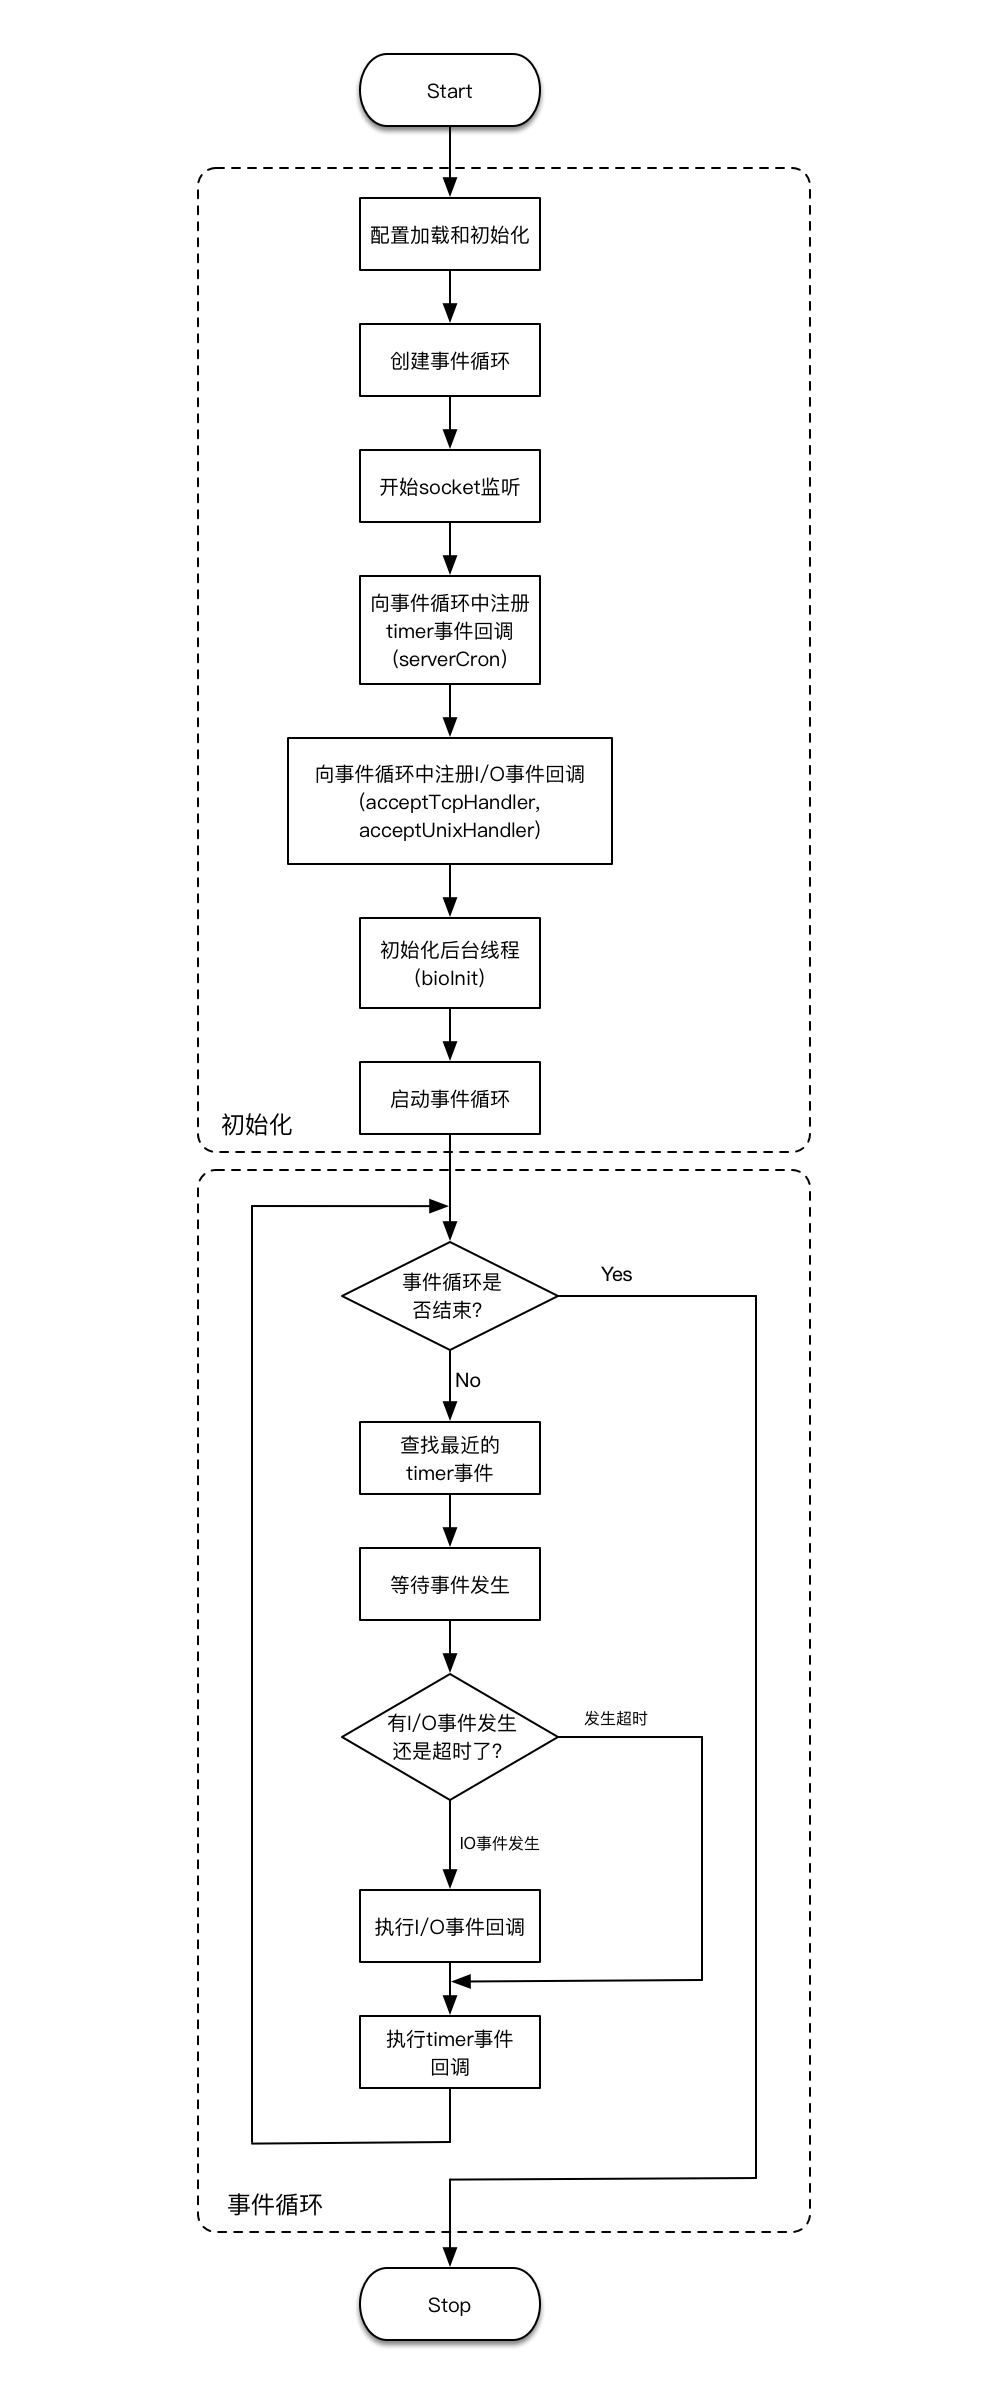 Start
配置加载和初始化
创建事件循环
开始socket监听
向事件循环中注册
timer事件回调
(serverCron)
向事件循环中注册I/O事件回调
(acceptTcpHandler,
acceptUnixHandler)
初始化后台线程
(bioInit)
启动事件循环
初始化
事件循环是
否结束?
Yes
No
查找最近的
timer事件
等待事件发生
有I/O事件发生
还是超时了?
发生超时
IO事件发生
执行I/O事件回调
执行timer事件
回调
事件循环
Stop